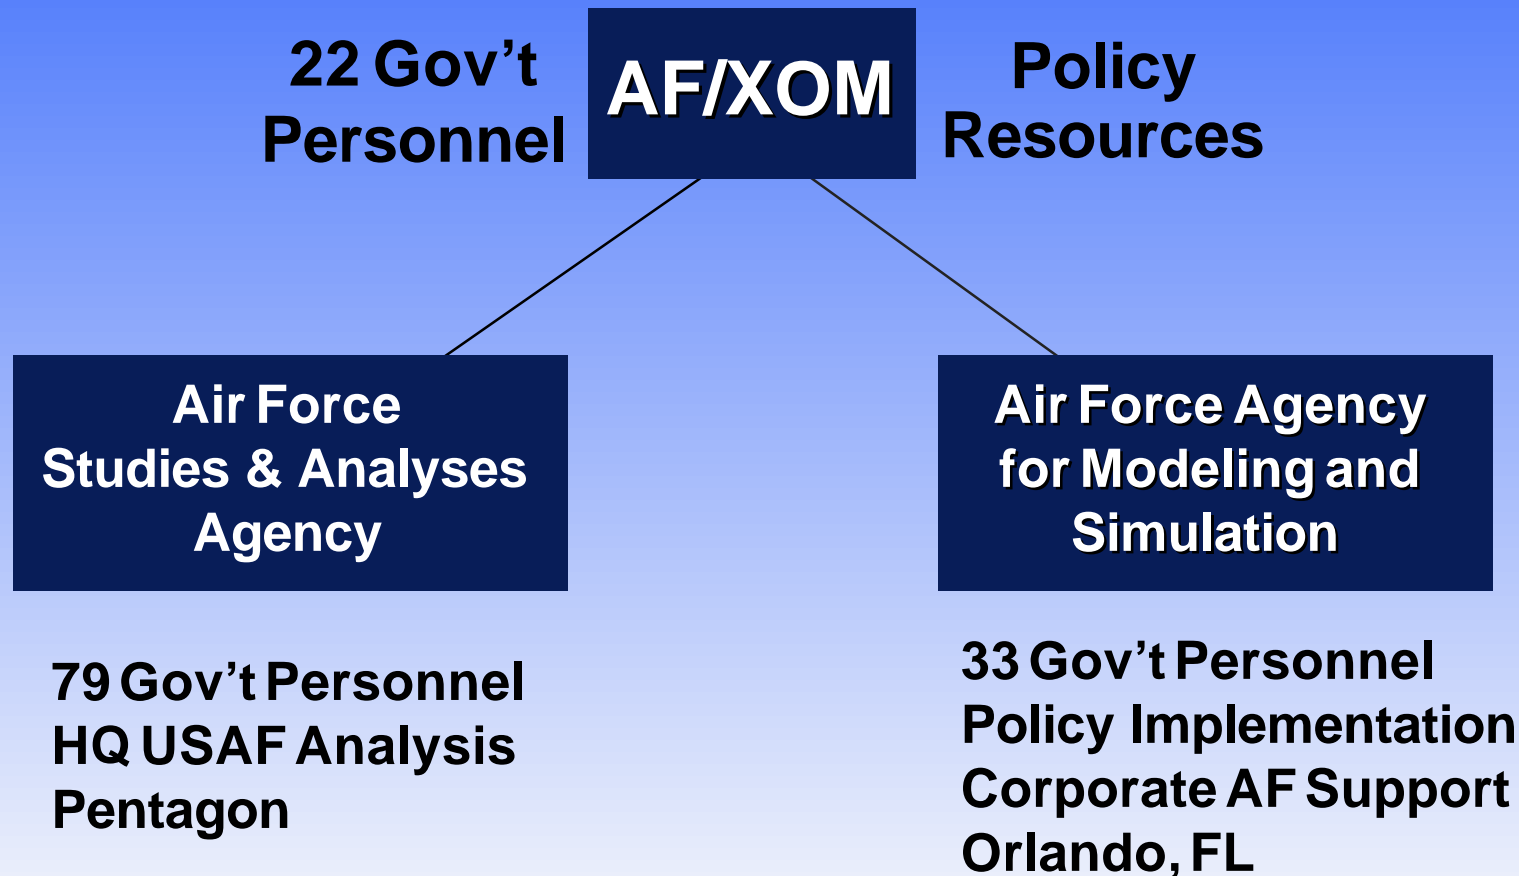 22 Gov’t
Personnel
AF/XOM
Policy
Resources
Air Force
Studies & Analyses
Agency
79 Gov’t Personnel
HQ USAF Analysis
Pentagon
Air Force Agency
for Modeling and
Simulation
33 Gov’t Personnel
Policy Implementation
Corporate AF Support
Orlando, FL